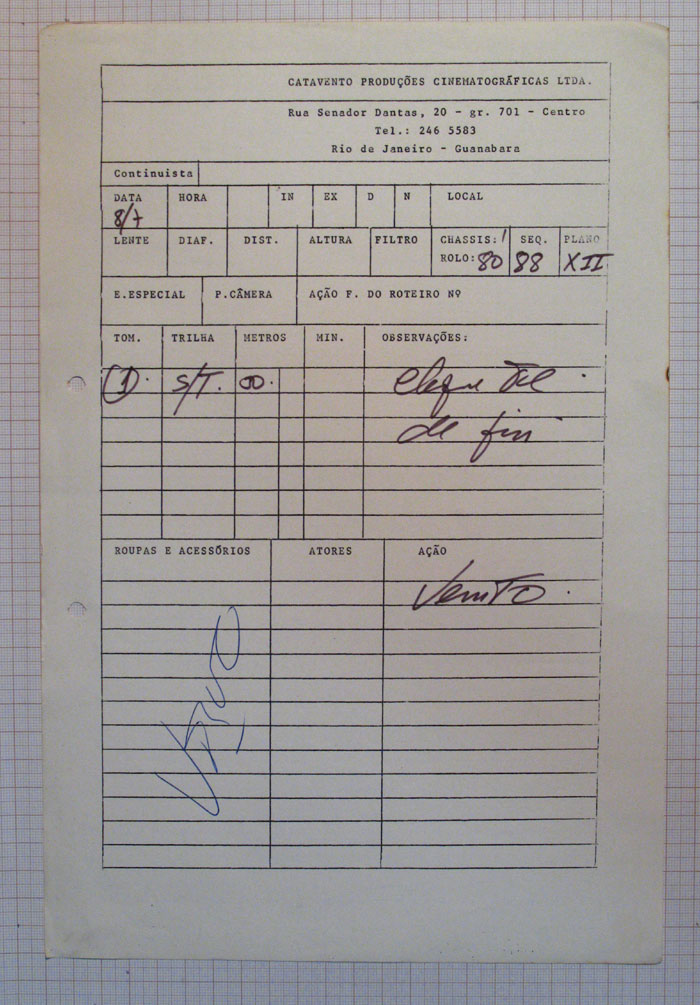 CATAVENTO PRODUÇÕES CINEMATOGRÁFICAS LTDA.
Rua Senador Dantas, 20 - gr. 701 - Centro
Tel.: 246 5583
Rio de Janeiro - Guanabara
Continuista
DATA HORA IN EX D N LOCAL
8/7
LENTE DIAF. DIST. ALTURA FILTRO CHASSIS: SEQ. PLANO
ROLO: 80 88 XII
E.ESPECIAL P.CÂMERA AÇÃO F. DO ROTEIRO Nº
TOM. TRILHA METROS MIN. OBSERVAÇÕES:
1 S/T. 00.
de fin
ROUPAS E ACESSÓRIOS ATORES AÇÃO
Vento.